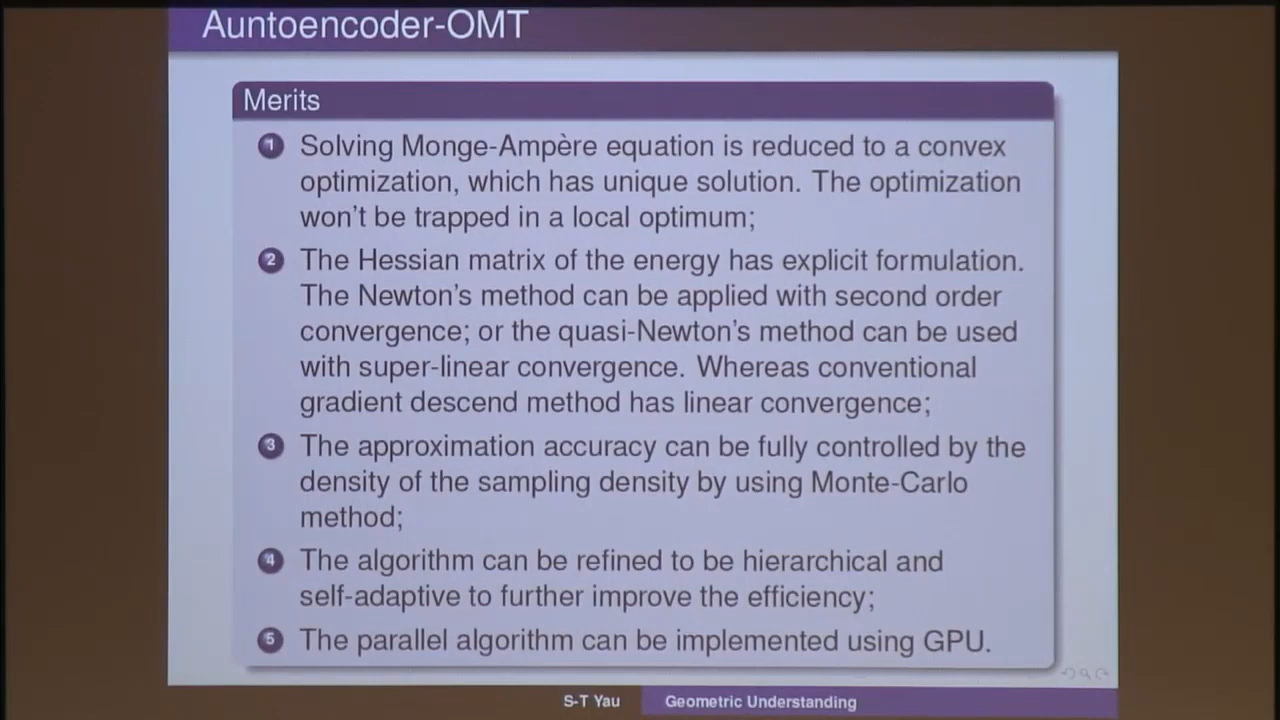 Auntoencoder-OMT
Merits
1 Solving Monge-Ampère equation is reduced to a convex
optimization, which has unique solution. The optimization
won't be trapped in a local optimum;
2 The Hessian matrix of the energy has explicit formulation.
The Newton's method can be applied with second order
convergence; or the quasi-Newton's method can be used
with super-linear convergence. Whereas conventional
gradient descend method has linear convergence;
3 The approximation accuracy can be fully controlled by the
density of the sampling density by using Monte-Carlo
method;
4 The algorithm can be refined to be hierarchical and
self-adaptive to further improve the efficiency;
5 The parallel algorithm can be implemented using GPU.
S-T Yau Geometric Understanding